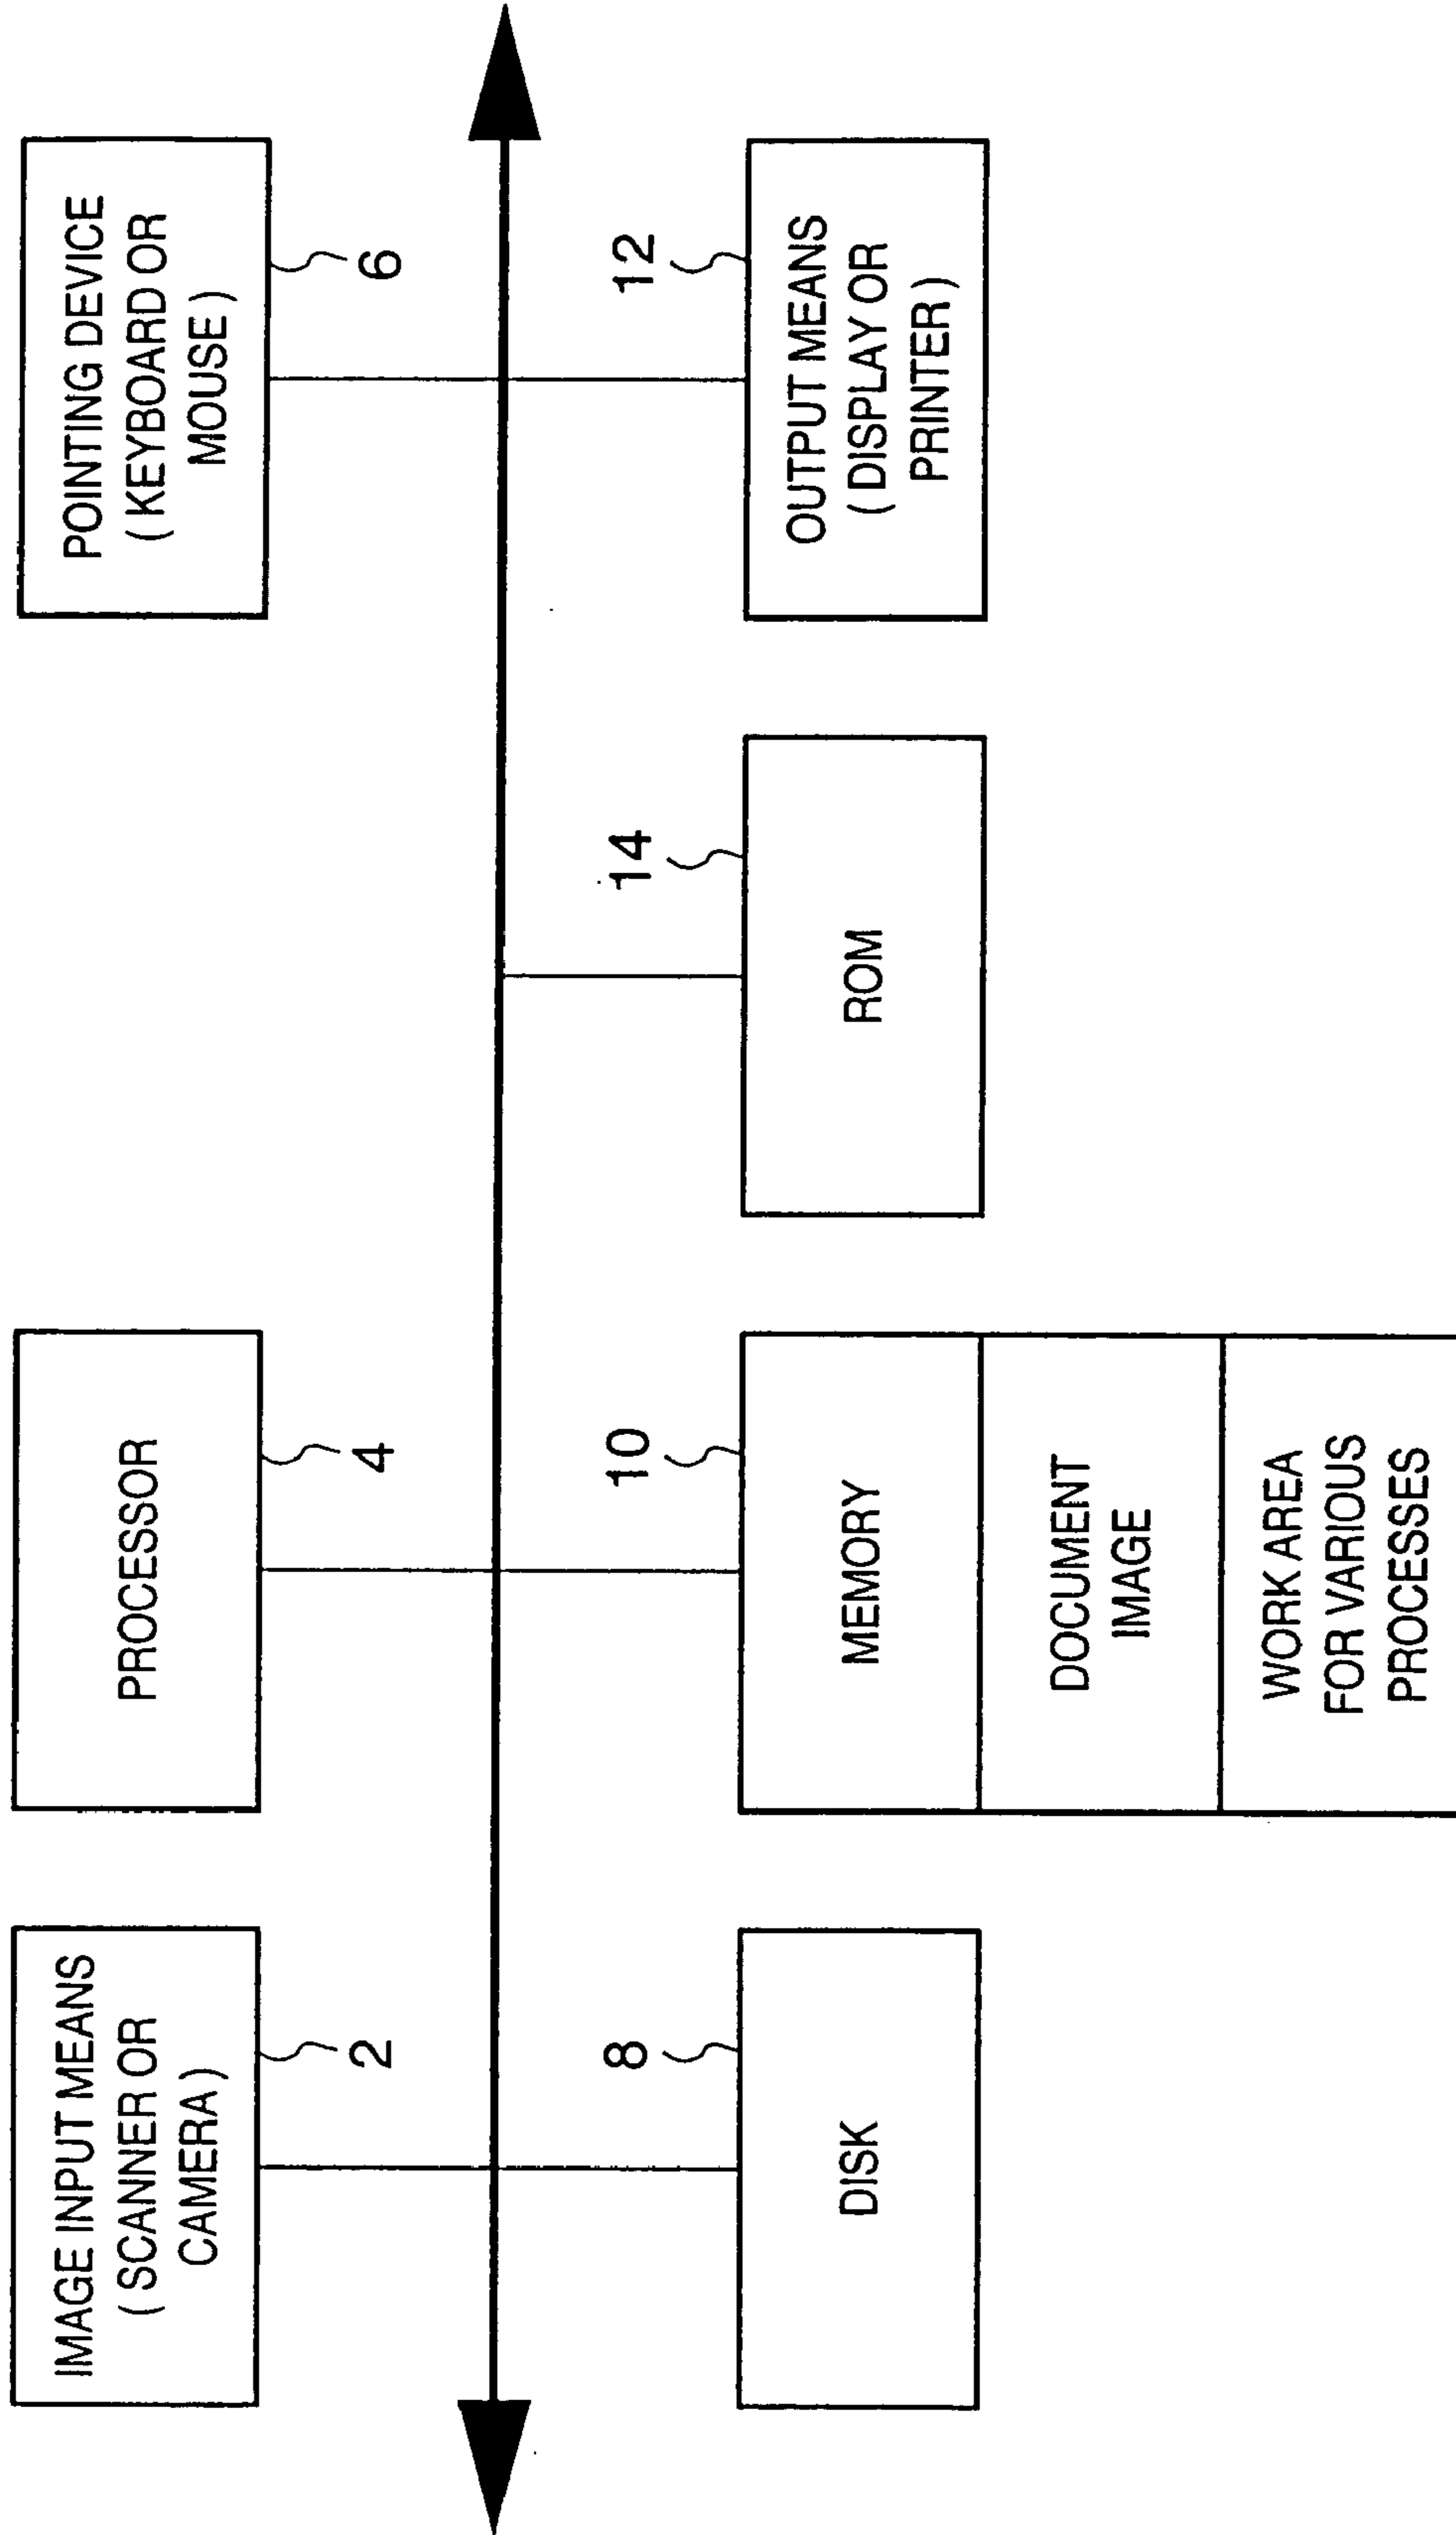 IMAGE INPUT MEANS
( SCANNER OR
CAMERA )
2
PROCESSOR
4
POINTING DEVICE
( KEYBOARD OR
MOUSE )
6
8
DISK
10
MEMORY
DOCUMENT
IMAGE
WORK AREA
FOR VARIOUS
PROCESSES
14
ROM
12
OUTPUT MEANS
( DISPLAY OR
PRINTER )